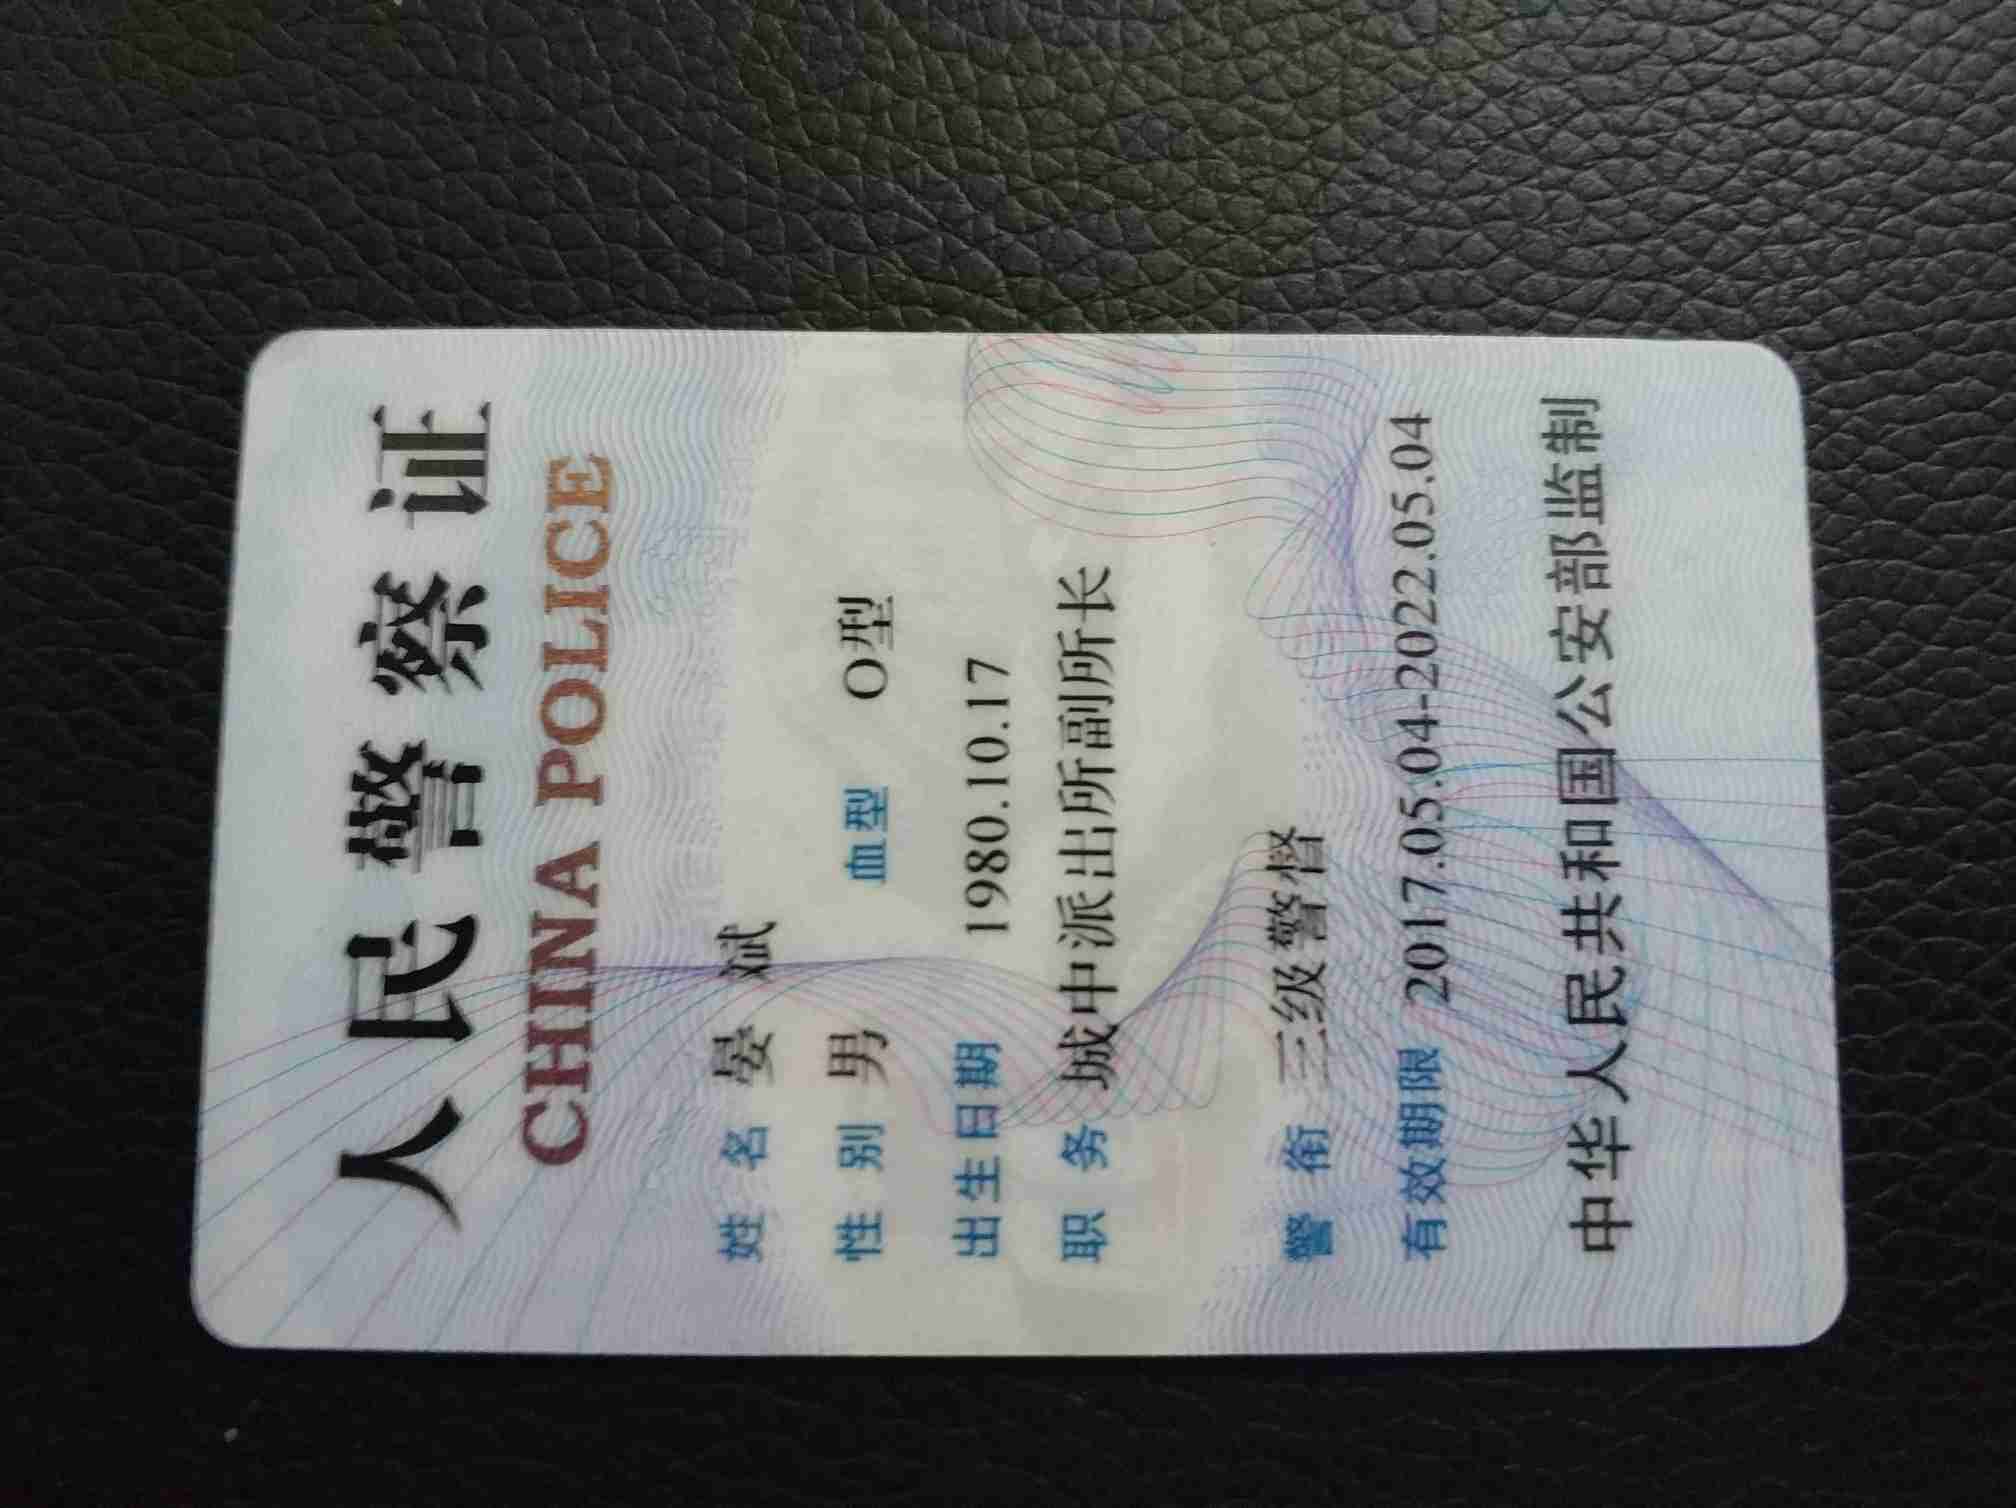 人民警察证
CHINA POLICE
姓名 晏斌
性别 男 血型 O型
出生日期 1980.10.17
职务 城中派出所副所长
警衔 三级警督
有效期限 2017.05.04-2022.05.04
中华人民共和国公安部监制